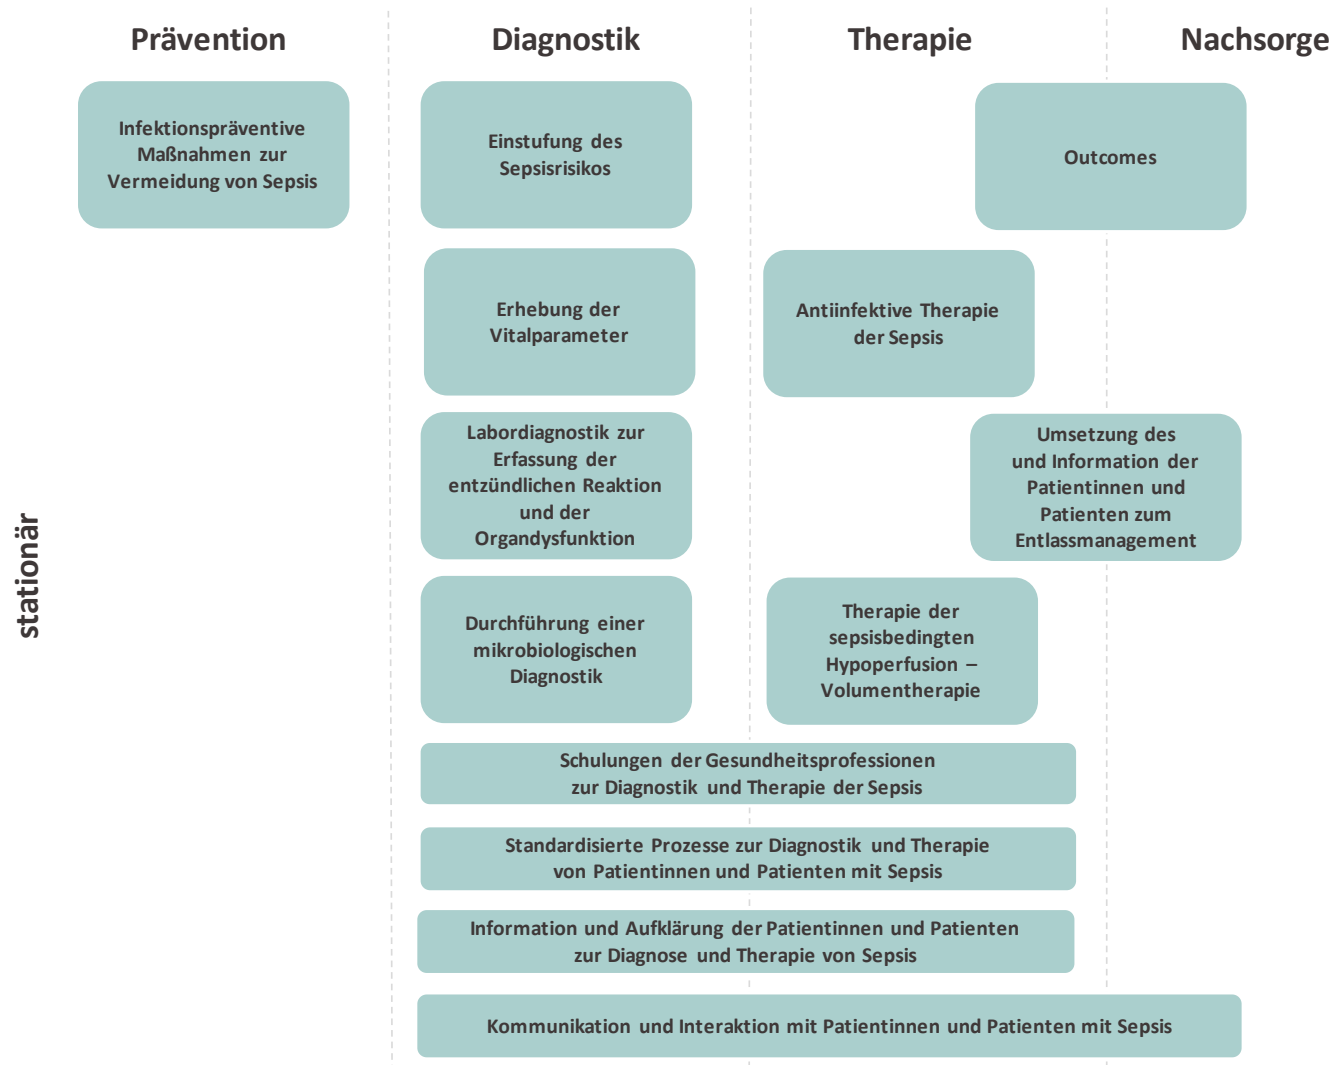 Prävention
Diagnostik
Therapie
Nachsorge
stationär
Infektionspräventive
Maßnahmen zur
Vermeidung von Sepsis
Einstufung des
Sepsisrisikos
Outcomes
Erhebung der
Vitalparameter
Antiinfektive Therapie
der Sepsis
Labordiagnostik zur
Erfassung der
entzündlichen Reaktion
und der
Organdysfunktion
Umsetzung des
und Information der
Patientinnen und
Patienten zum
Entlassmanagement
Durchführung einer
mikrobiologischen
Diagnostik
Therapie der
sepsisbedingten
Hypoperfusion –
Volumentherapie
Schulungen der Gesundheitsprofessionen
zur Diagnostik und Therapie der Sepsis
Standardisierte Prozesse zur Diagnostik und Therapie
von Patientinnen und Patienten mit Sepsis
Information und Aufklärung der Patientinnen und Patienten
zur Diagnose und Therapie von Sepsis
Kommunikation und Interaktion mit Patientinnen und Patienten mit Sepsis